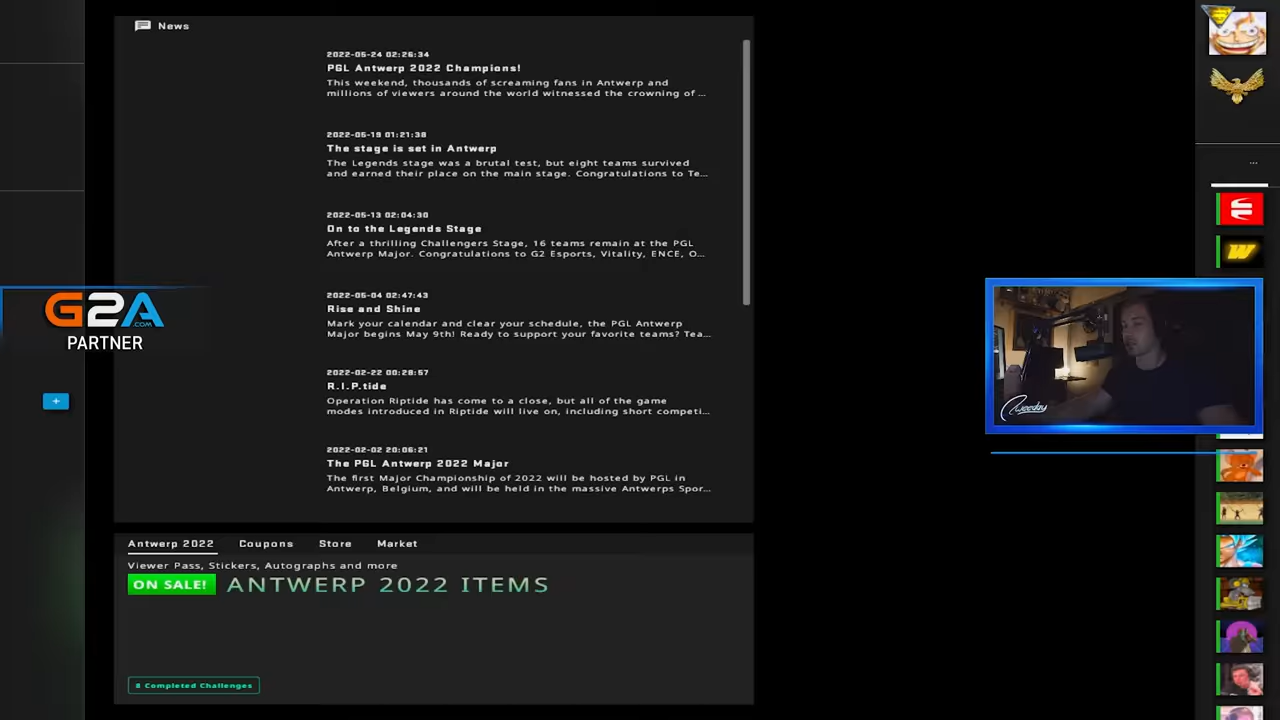 News
2022-05-24 02:26:34
PGL Antwerp 2022 Champions!
This weekend, thousands of screaming fans in Antwerp and
millions of viewers around the world witnessed the crowning of ...
2022-05-19 01:21:38
The stage is set in Antwerp
The Legends stage was a brutal test, but eight teams survived
and earned their place on the main stage. Congratulations to Te...
2022-05-13 02:04:30
On to the Legends Stage
After a thrilling Challengers Stage, 16 teams remain at the PGL
Antwerp Major. Congratulations to G2 Esports, Vitality, ENCE, O...
2022-05-04 02:47:43
Rise and Shine
Mark your calendar and clear your schedule, the PGL Antwerp
Major begins May 9th! Ready to support your favorite teams? Tea...
2022-02-22 00:28:57
R.I.P.tide
Operation Riptide has come to a close, but all of the game
modes introduced in Riptide will live on, including short competi...
2022-02-02 20:06:21
The PGL Antwerp 2022 Major
The first Major Championship of 2022 will be hosted by PGL in
Antwerp, Belgium, and will be held in the massive Antwerps Spor...
Antwerp 2022 Coupons Store Market
Viewer Pass, Stickers, Autographs and more
ON SALE! ANTWERP 2022 ITEMS
8 Completed Challenges
G2A
.COM
PARTNER
+
...
W